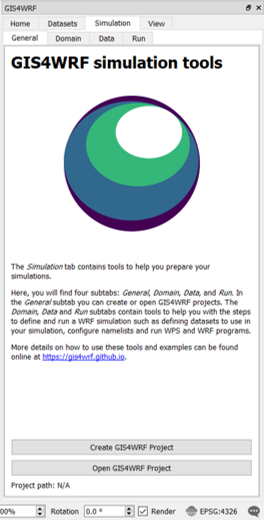 GIS4WRF
Home Datasets Simulation View
General Domain Data Run
GIS4WRF simulation tools
The Simulation tab contains tools to help you prepare your
simulations.
Here, you will find four subtabs: General, Domain, Data, and Run. In
the General subtab you can create or open GIS4WRF projects. The
Domain, Data and Run subtabs contain tools to help you with the steps
to define and run a WRF simulation such as defining datasets to use in
your simulation, configure namelists and run WPS and WRF programs.
More details on how to use these tools and examples can be found
online at https://gis4wrf.github.io.
Create GIS4WRF Project
Open GIS4WRF Project
Project path: N/A
00% Rotation 0.0 ° Render EPSG:4326